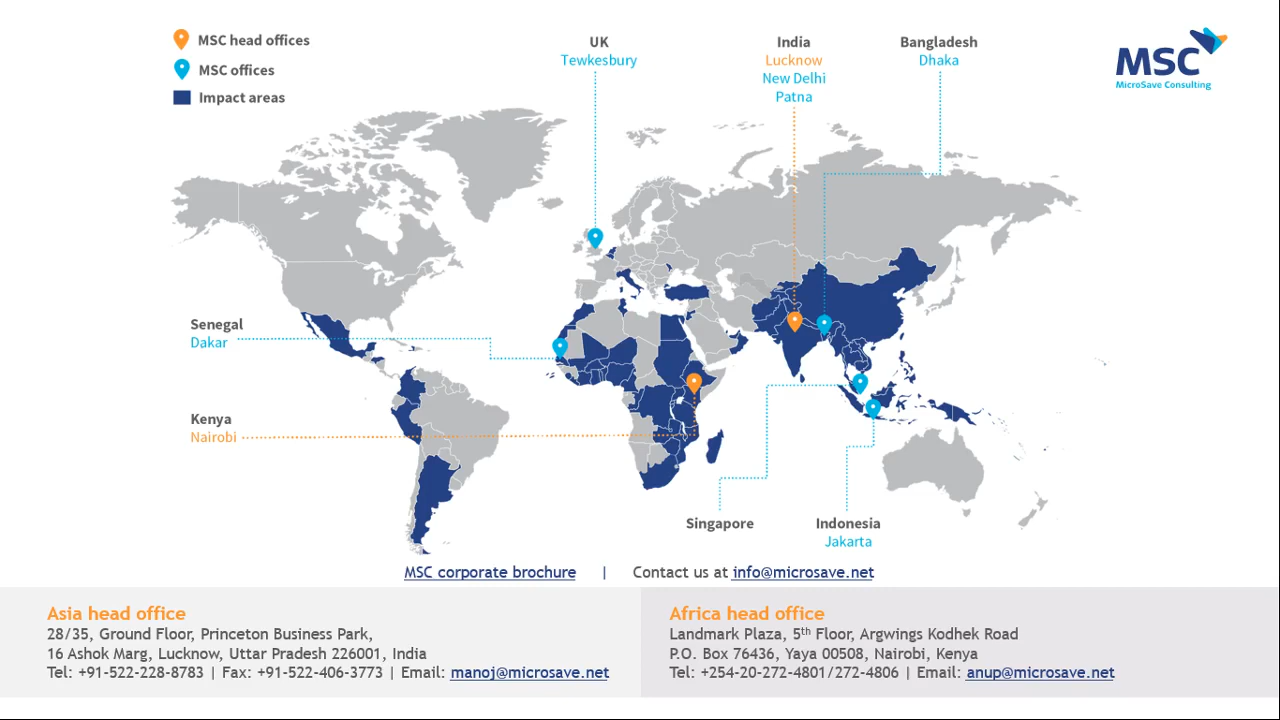 MSC head offices
MSC offices
Impact areas
UK
Tewkesbury
India
Lucknow
New Delhi
Patna
Bangladesh
Dhaka
MSC
MicroSave Consulting
Senegal
Dakar
Kenya
Nairobi
Singapore
Indonesia
Jakarta
MSC corporate brochure | Contact us at info@microsave.net
Asia head office
28/35, Ground Floor, Princeton Business Park,
16 Ashok Marg, Lucknow, Uttar Pradesh 226001, India
Tel: +91-522-228-8783 | Fax: +91-522-406-3773 | Email: manoj@microsave.net
Africa head office
Landmark Plaza, 5th Floor, Argwings Kodhek Road
P.O. Box 76436, Yaya 00508, Nairobi, Kenya
Tel: +254-20-272-4801/272-4806 | Email: anup@microsave.net